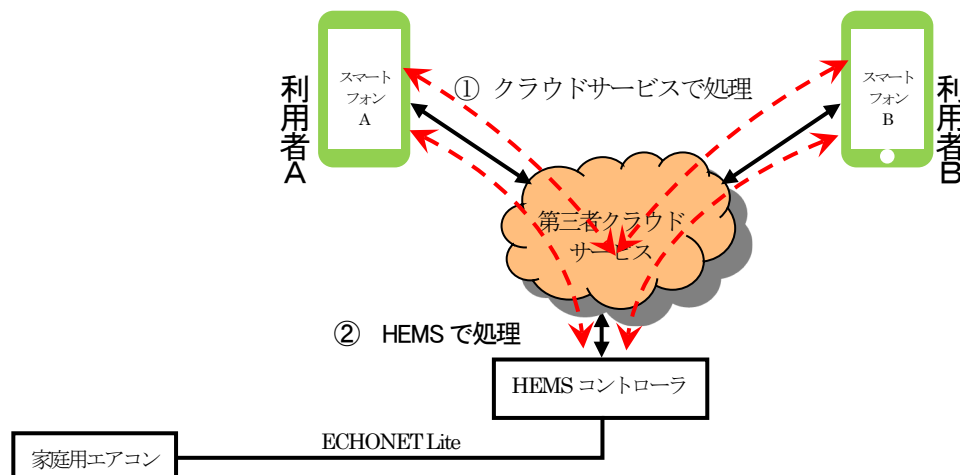 利用者A
スマート
フォン
A
① クラウドサービスで処理
スマート
フォン
B
利用者B
第三者クラウド
サービス
② HEMSで処理
HEMSコントローラ
ECHONET Lite
家庭用エアコン